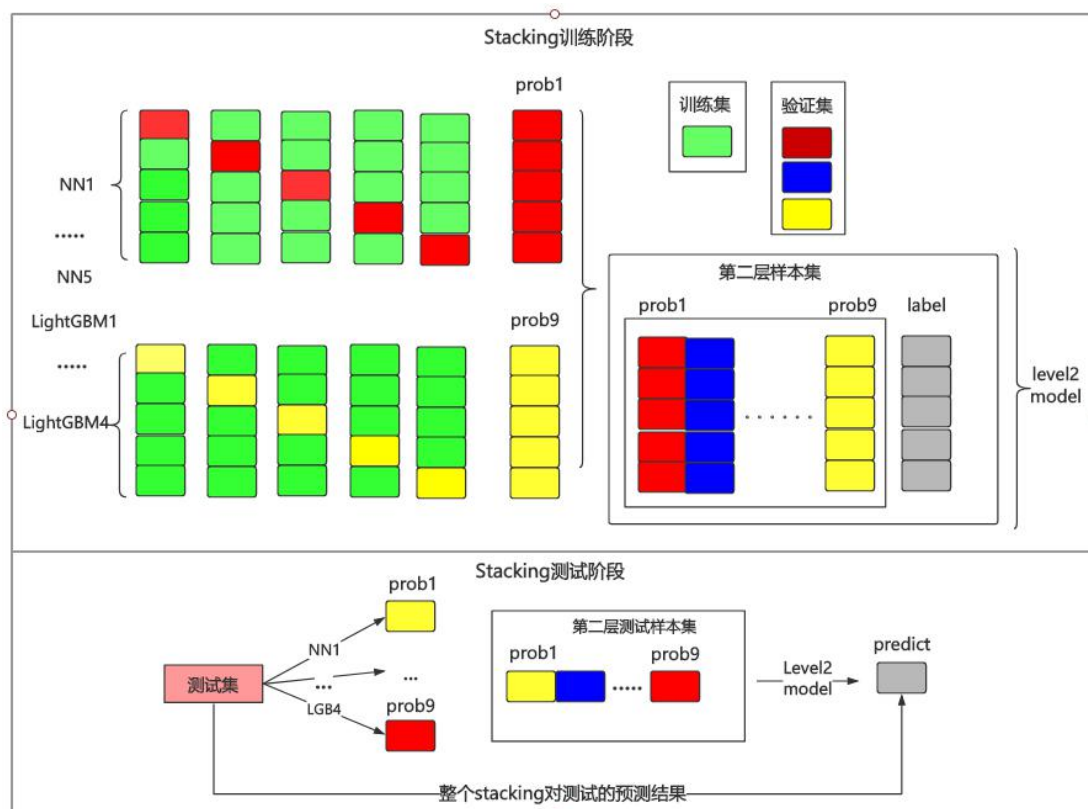 Stacking训练阶段
prob1
训练集
验证集
NN1
.....
NN5
LightGBM1
.....
LightGBM4
prob9
第二层样本集
prob1
prob9
label
......
level2
model
Stacking测试阶段
prob1
NN1
测试集
...
...
LGB4
prob9
第二层测试样本集
prob1
prob9
.....
Level2
model
predict
整个stacking对测试的预测结果